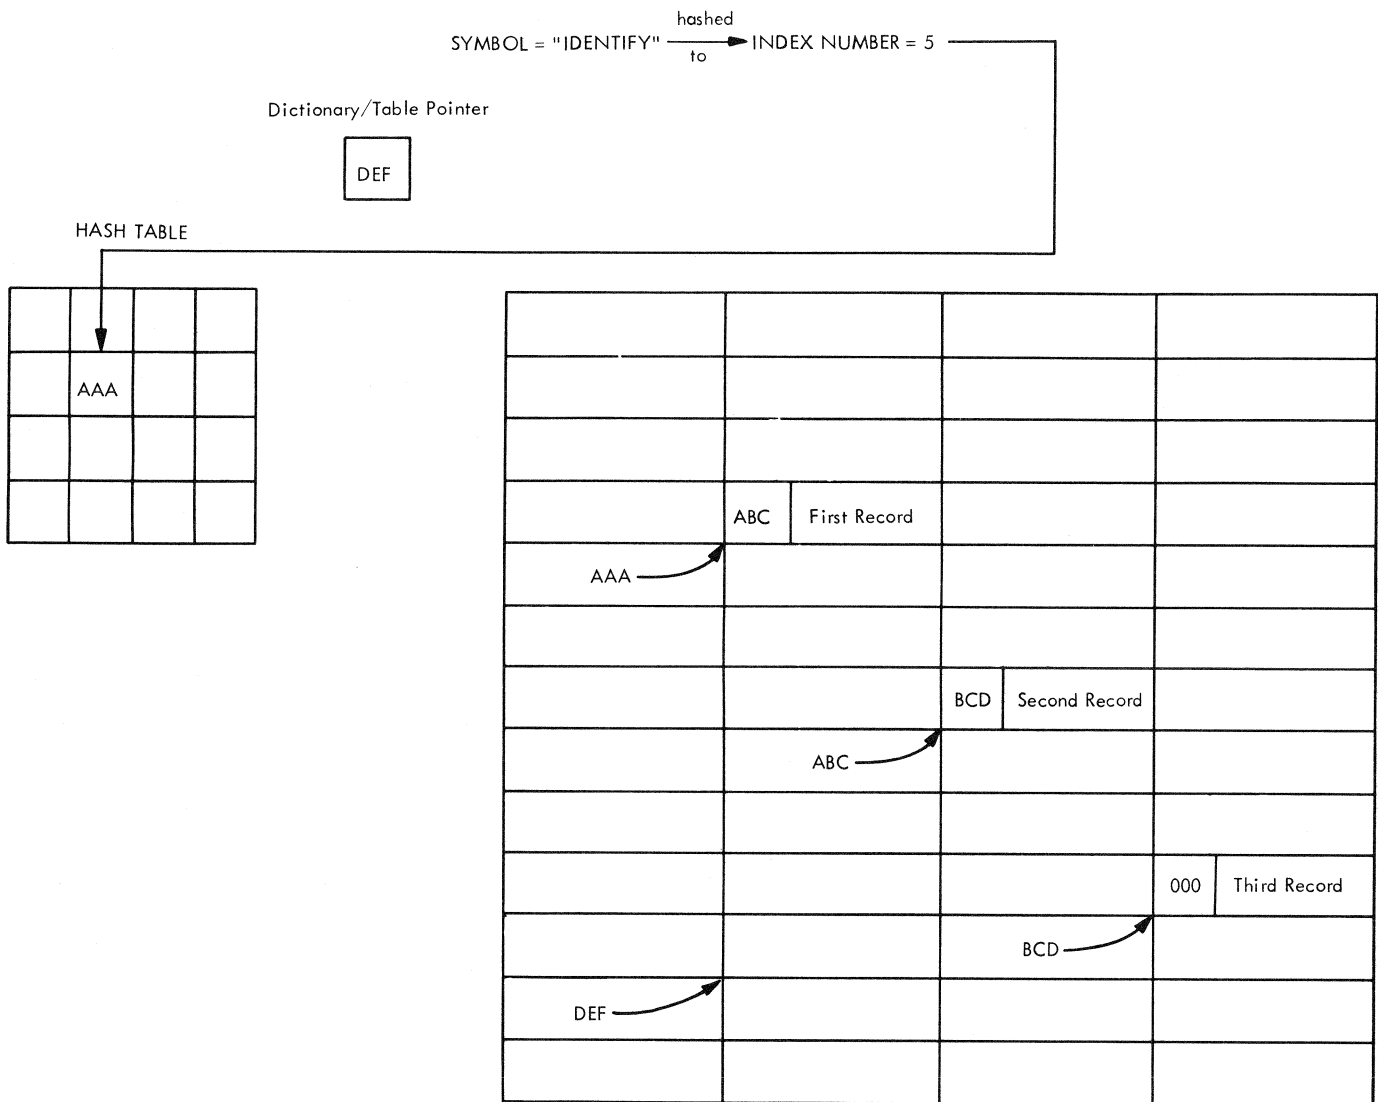 hashed
SYMBOL = "IDENTIFY" INDEX NUMBER = 5
to
Dictionary/Table Pointer
DEF
HASH TABLE
AAA
ABC First Record
AAA
BCD Second Record
ABC
000 Third Record
BCD
DEF